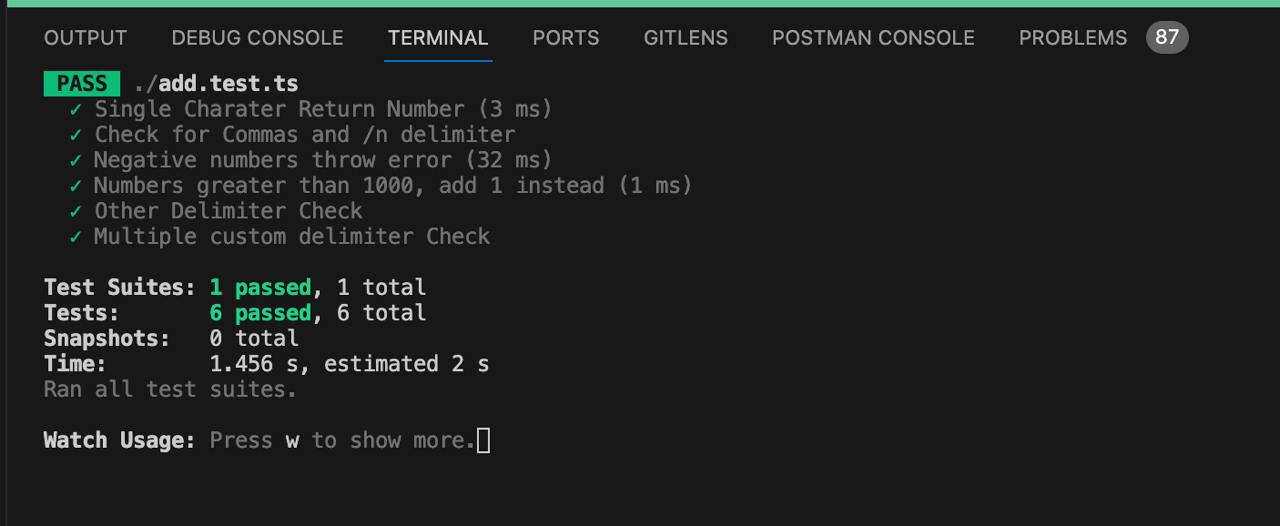 OUTPUT DEBUG CONSOLE TERMINAL PORTS GITLENS POSTMAN CONSOLE PROBLEMS 87
PASS ./add.test.ts
✓ Single Charater Return Number (3 ms)
✓ Check for Commas and /n delimiter
✓ Negative numbers throw error (32 ms)
✓ Numbers greater than 1000, add 1 instead (1 ms)
✓ Other Delimiter Check
✓ Multiple custom delimiter Check
Test Suites: 1 passed, 1 total
Tests: 6 passed, 6 total
Snapshots: 0 total
Time: 1.456 s, estimated 2 s
Ran all test suites.
Watch Usage: Press w to show more.